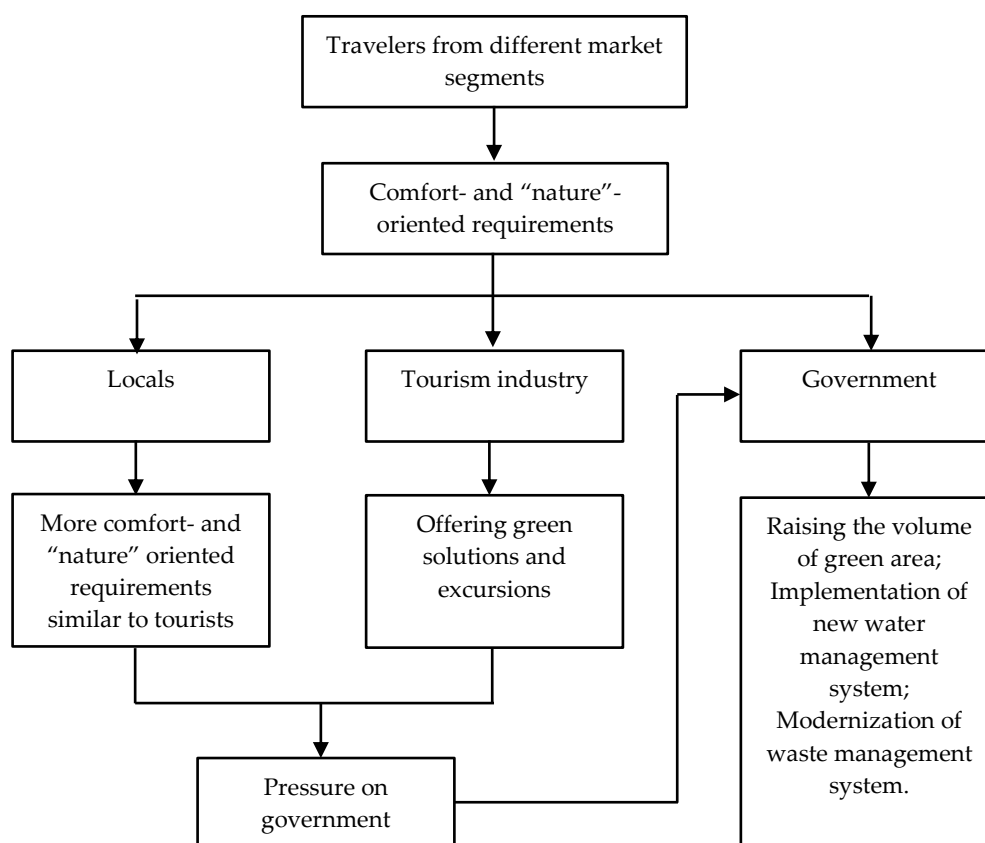 Travelers from different market
segments
Comfort- and “nature”-
oriented requirements
Locals
Tourism industry
Government
More comfort- and
“nature” oriented
requirements
similar to tourists
Offering green
solutions and
excursions
Raising the volume
of green area;
Implementation of
new water
management
system;
Modernization of
waste management
system.
Pressure on
government